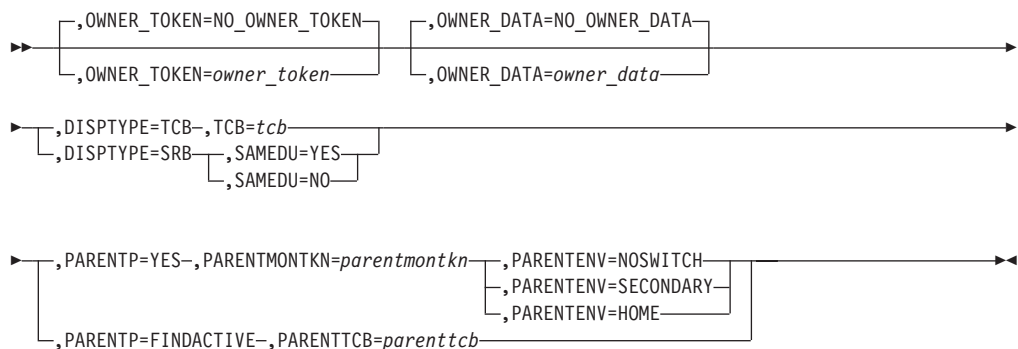 ,OWNER_TOKEN=NO_OWNER_TOKEN ,OWNER_DATA=NO_OWNER_DATA
,OWNER_TOKEN=owner_token ,OWNER_DATA=owner_data
,DISPTYPE=TCB ,TCB=tcb
,DISPTYPE=SRB ,SAMEDU=YES
,SAMEDU=NO
,PARENTP=YES ,PARENTMONTKN=parentmontkn ,PARENTENV=NOSWITCH
,PARENTENV=SECONDARY
,PARENTENV=HOME
,PARENTP=FINDACTIVE ,PARENTTCB=parenttcb